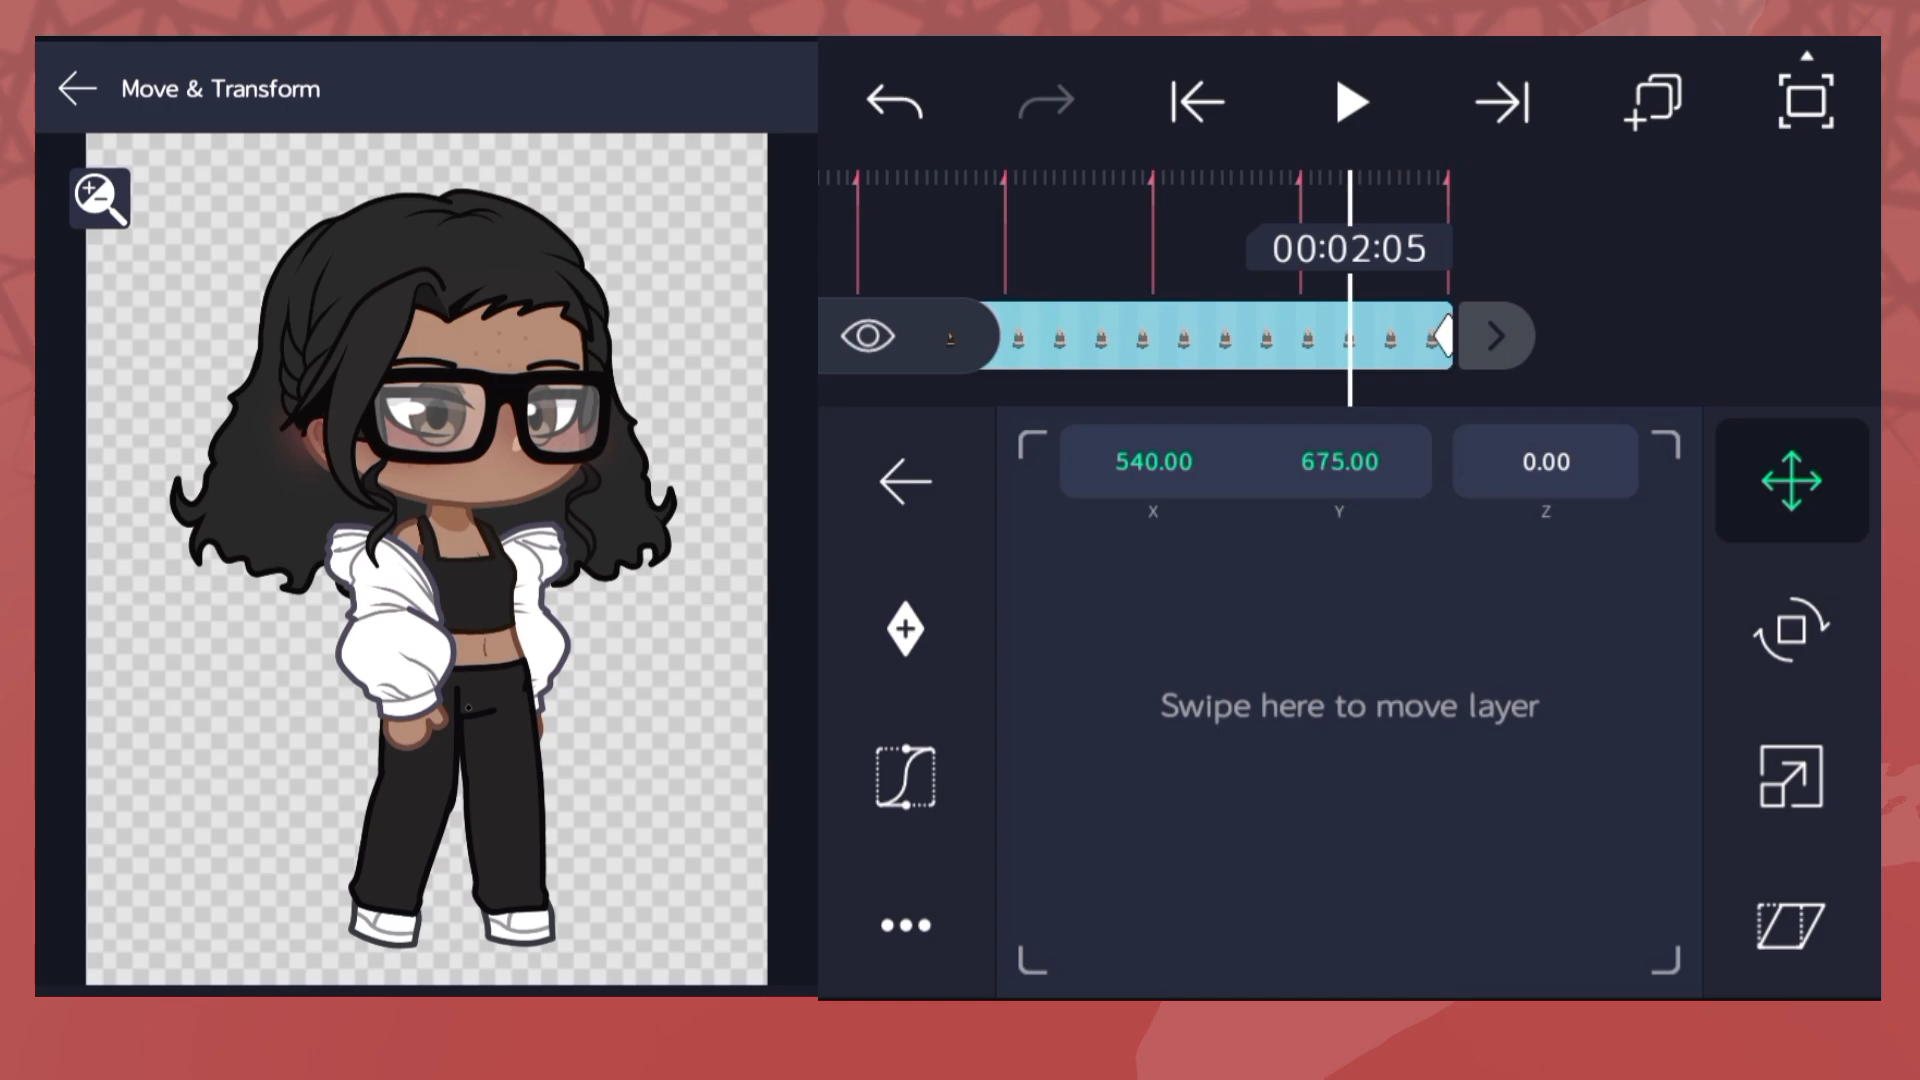 Move & Transform
00:02:05
540.00 675.00 0.00
X Y Z
Swipe here to move layer